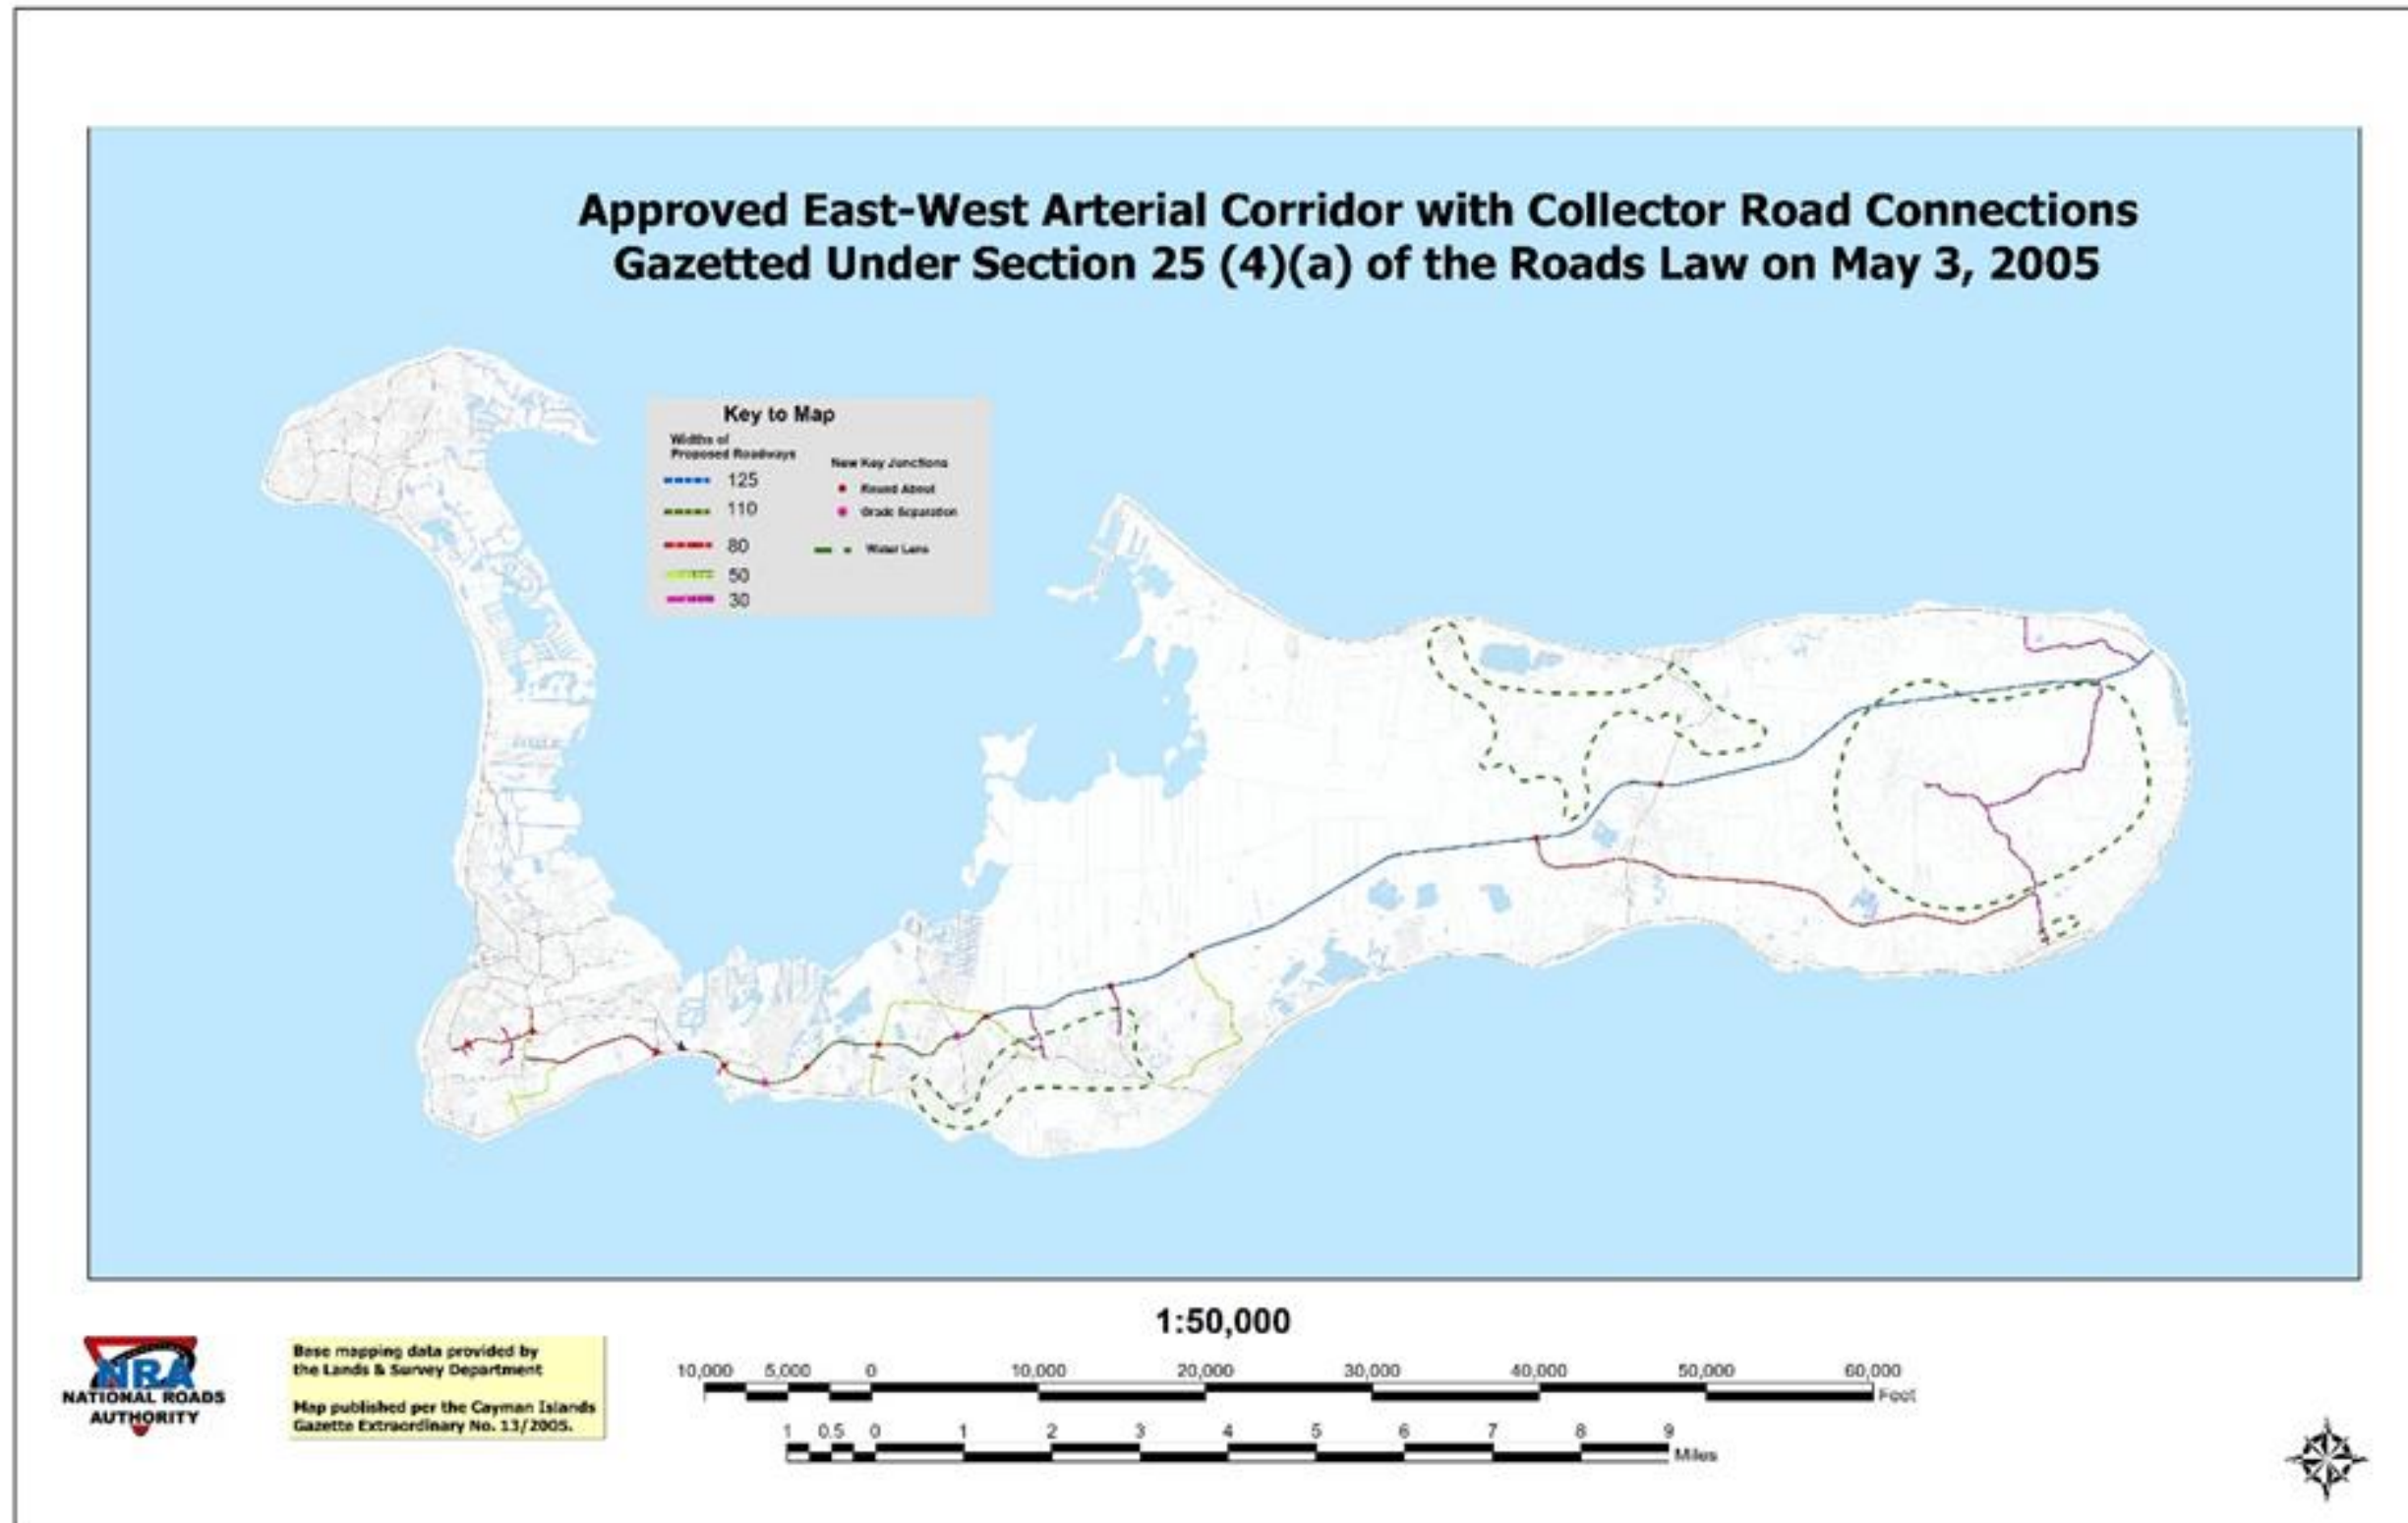 Approved East-West Arterial Corridor with Collector Road Connections
Gazetted Under Section 25 (4)(a) of the Roads Law on May 3, 2005
Key to Map
Widths of
Proposed Roadways
New Key Junctions
125
Round About
110
Grade Separation
80
Water Lens
50
30
1:50,000
NRA
NATIONAL ROADS
AUTHORITY
Base mapping data provided by
the Lands & Survey Department
Map published per the Cayman Islands
Gazette Extraordinary No. 13/2005.
10,000 5,000 0 10,000 20,000 30,000 40,000 50,000 60,000
Feet
1 0.5 0 1 2 3 4 5 6 7 8 9
Miles